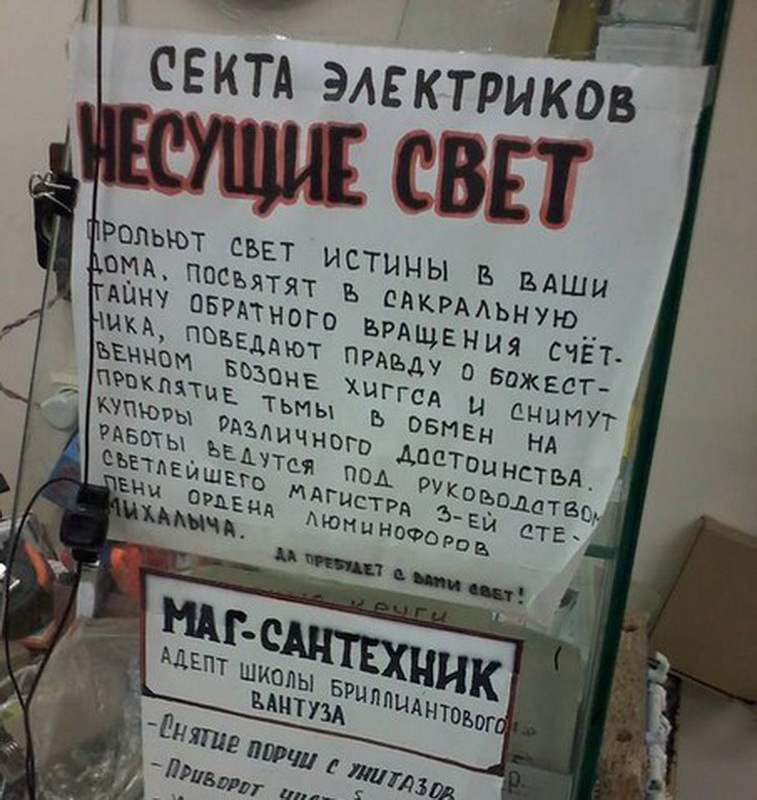 СЕКТА ЭЛЕКТРИКОВ
НЕСУЩИЕ СВЕТ
ПРОЛЬЮТ СВЕТ ИСТИНЫ В ВАШИ
ДОМА, ПОСВЯТЯТ В САКРАЛЬНУЮ
ТАЙНУ ОБРАТНОГО ВРАЩЕНИЯ СЧЁТ-
ЧИКА, ПОВЕДАЮТ ПРАВДУ О БОЖЕСТ-
ВЕННОМ БОЗОНЕ ХИГГСА И СНИМУТ
ПРОКЛЯТИЕ ТЬМЫ В ОБМЕН НА
КУПЮРЫ РАЗЛИЧНОГО ДОСТОИНСТВА.
РАБОТЫ ВЕДУТСЯ ПОД РУКОВОДСТВОМ
СВЕТЛЕЙШЕГО МАГИСТРА 3-ЕЙ СТЕ-
ПЕНИ ОРДЕНА ЛЮМИНОФОРОВ
МИХАЛЫЧА.
ДА ПРЕБУДЕТ С ВАМИ СВЕТ!
МАГ-САНТЕХНИК
АДЕПТ ШКОЛЫ БРИЛЛИАНТОВОГО
ВАНТУЗА
-СНЯТИЕ ПОРЧИ С УНИТАЗОВ
-ПРИВОРОТ